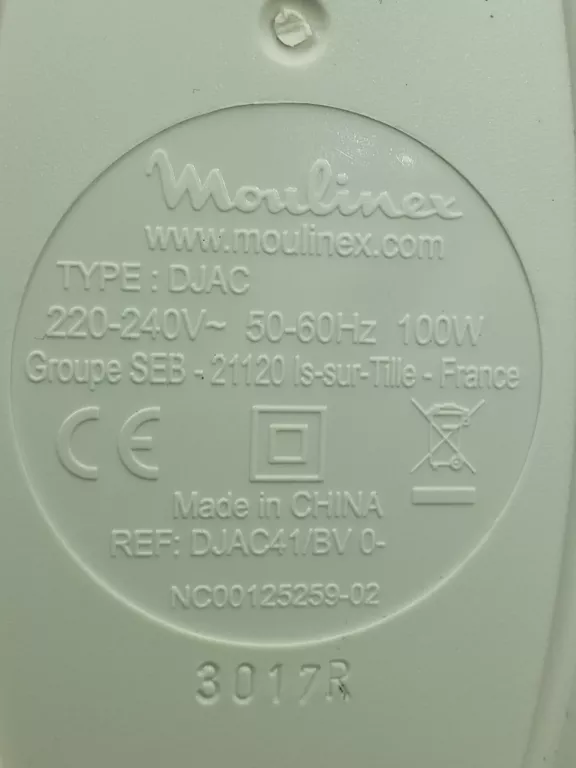 Moulinex
www.moulinex.com
TYPE : DJAC
220-240V~ 50-60Hz 100W
Groupe SEB - 21120 Is-sur-Tille - France
CE
Made in CHINA
REF: DJAC41/BV 0-
NC00125259-02
3017R